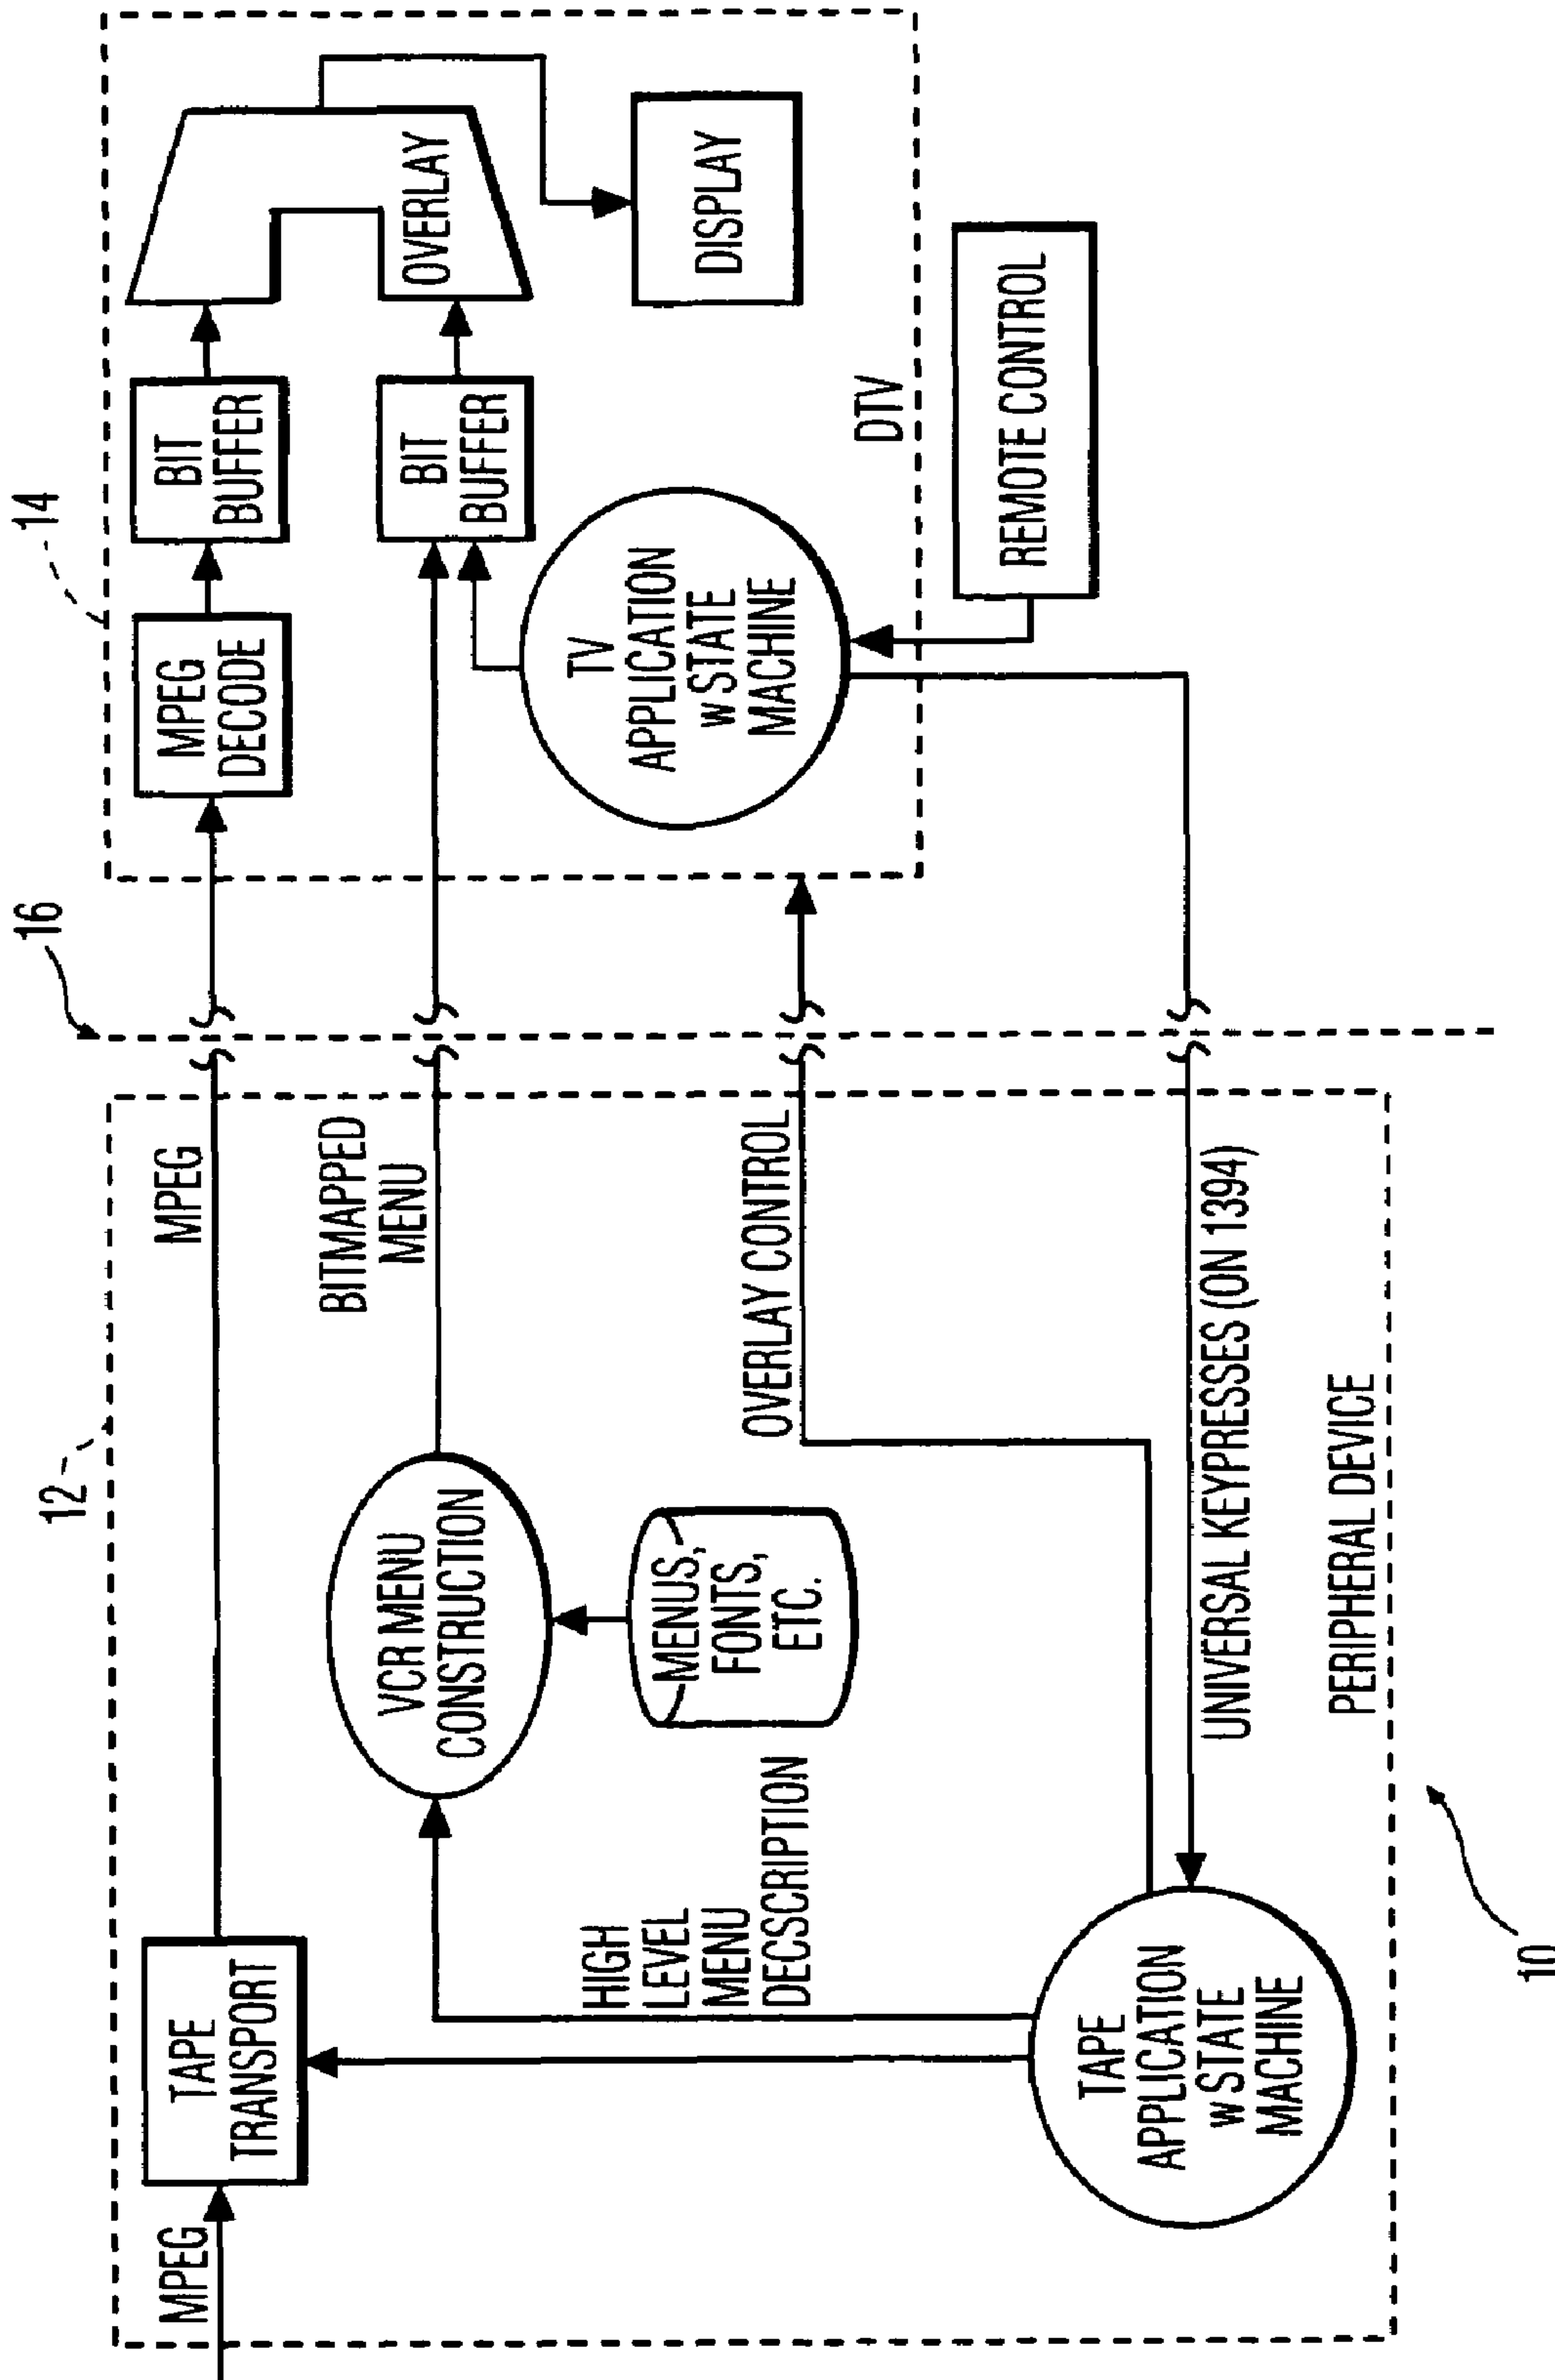 12
16
14
MPEG
TAPE
TRANSPORT
MPEG
MPEG
DECODE
BIT
BUFFER
VCR MENU
CONSTRUCTION
BITMAPPED
MENU
BIT
BUFFER
OVERLAY
MENUS,
FONTS,
ETC.
HIGH
LEVEL
MENU
DECSCRIPTION
OVERLAY CONTROL
TV
APPLICATION
w STATE
MACHINE
DISPLAY
DTV
REMOTE CONTROL
TAPE
APPLICATION
w STATE
MACHINE
UNIVERSAL KEYPRESSES (ON 1394)
PERIPHERAL DEVICE
10